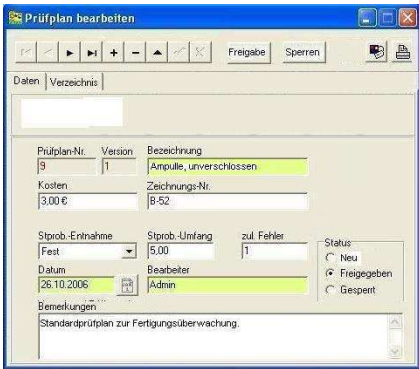 Prüfplan bearbeiten
Freigabe Sperren
Daten Verzeichnis
Prüfplan-Nr. Version Bezeichnung
9 1 Ampulle, unverschlossen
Kosten Zeichnungs-Nr.
3,00 € B-52
Stprob.-Entnahme Stprob.-Umfang zul. Fehler
Fest 5,00 1
Status
Neu
Freigegeben
Gesperrt
Datum Bearbeiter
26.10.2006 Admin
Bemerkungen
Standardprüfplan zur Fertigungsüberwachung.